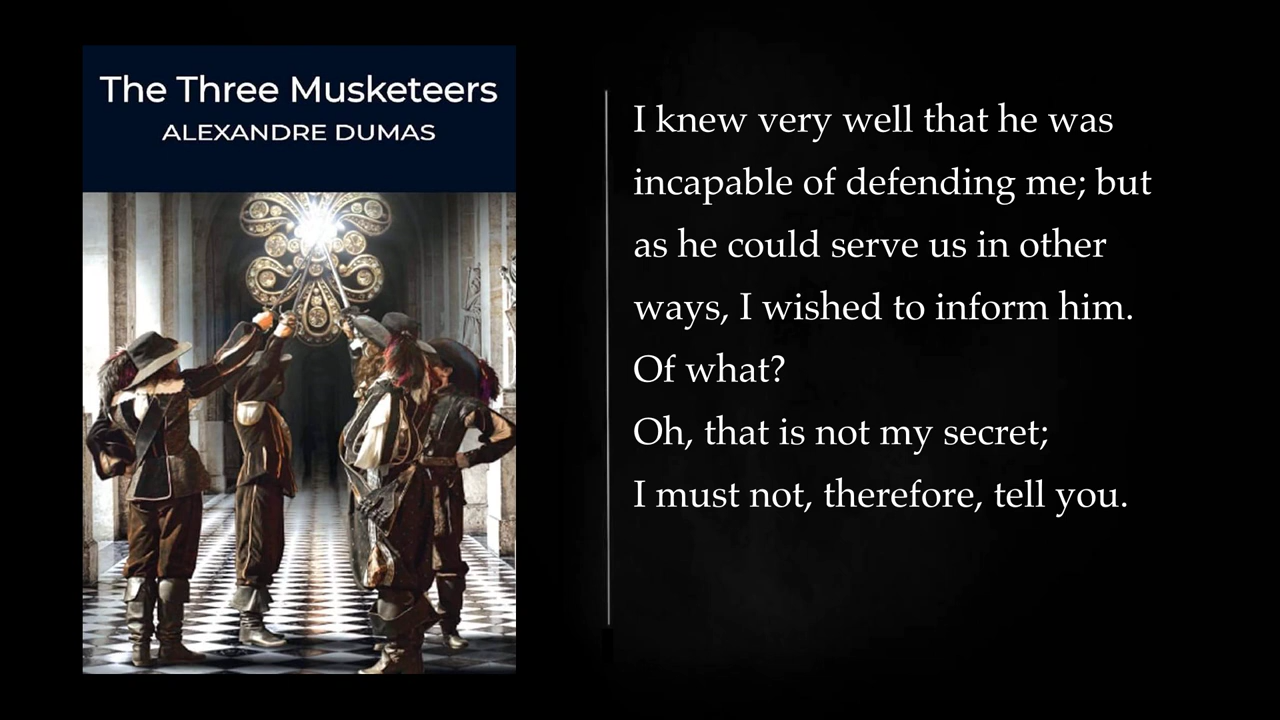 The Three Musketeers
ALEXANDRE DUMAS
I knew very well that he was
incapable of defending me; but
as he could serve us in other
ways, I wished to inform him.
Of what?
Oh, that is not my secret;
I must not, therefore, tell you.